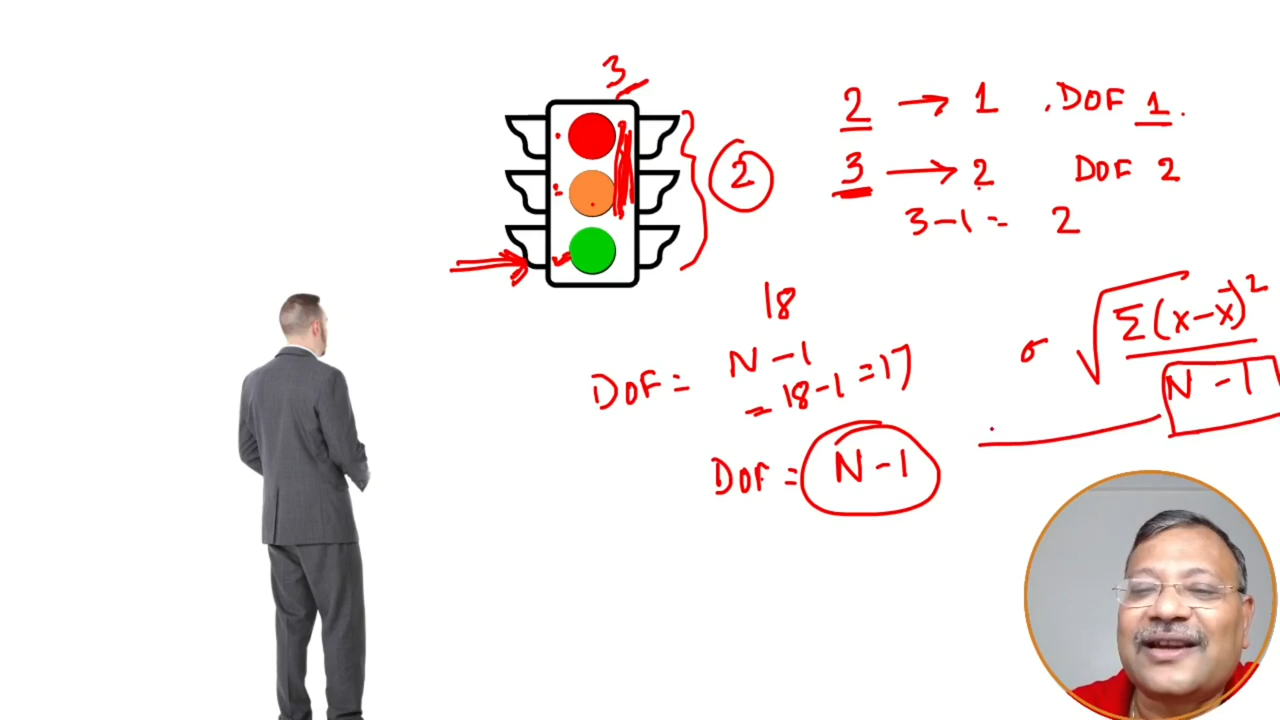 3
2
2 → 1 . DOF 1 .
3 → 2 DOF 2
3 - 1 = 2
18
DOF = N - 1
= 18 - 1 = 17
DOF = N - 1
σ √ Σ (x - x̄)²
N - 1